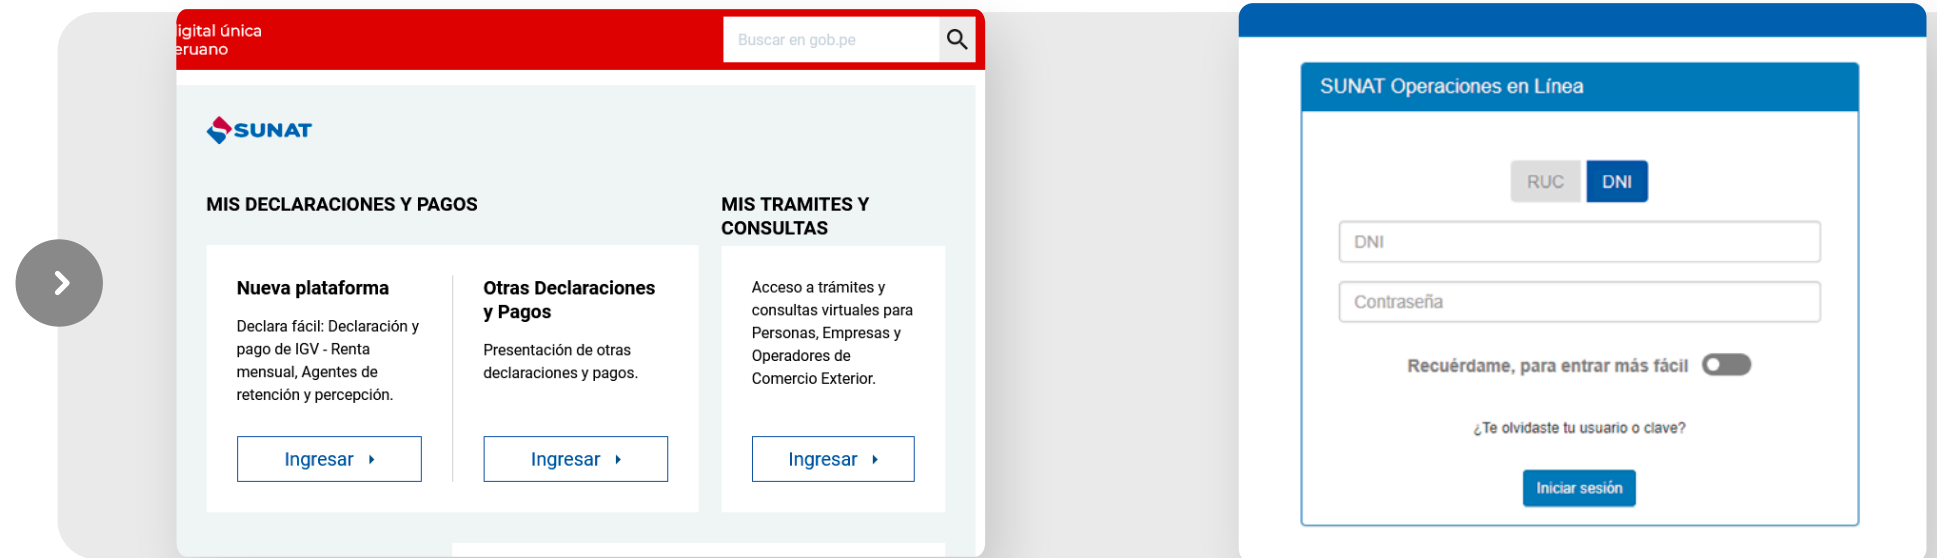 igital única
eruano
Buscar en gob.pe
SUNAT
MIS DECLARACIONES Y PAGOS
Nueva plataforma
Declara fácil: Declaración y
pago de IGV - Renta
mensual, Agentes de
retención y percepción.
Ingresar
Otras Declaraciones
y Pagos
Presentación de otras
declaraciones y pagos.
Ingresar
MIS TRAMITES Y
CONSULTAS
Acceso a trámites y
consultas virtuales para
Personas, Empresas y
Operadores de
Comercio Exterior.
Ingresar
SUNAT Operaciones en Línea
RUC DNI
DNI
Contraseña
Recuérdame, para entrar más fácil
¿Te olvidaste tu usuario o clave?
Iniciar sesión